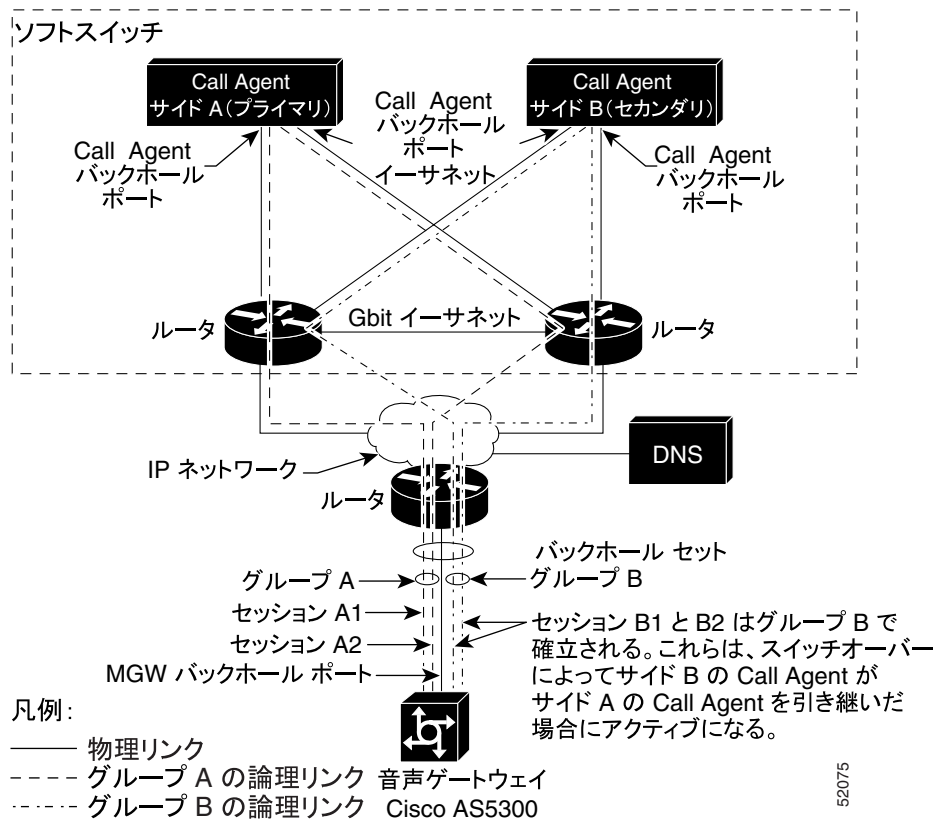 ソフトスイッチ
Call Agent
サイド A（プライマリ）
Call Agent
サイド B（セカンダリ）
Call Agent
バックホール
ポート
Call Agent
バックホール
ポート
イーサネット
Call Agent
バックホール
ポート
ルータ
Gbit イーサネット
ルータ
IP ネットワーク
DNS
ルータ
バックホール セット
グループ A
グループ B
セッション A1
セッション A2
セッション B1 と B2 はグループ B で
確立される。これらは、スイッチオーバー
によってサイド B の Call Agent が
サイド A の Call Agent を引き継いだ
場合にアクティブになる。
MGW バックホール ポート
凡例：
物理リンク
グループ A の論理リンク
グループ B の論理リンク
音声ゲートウェイ
Cisco AS5300
52075